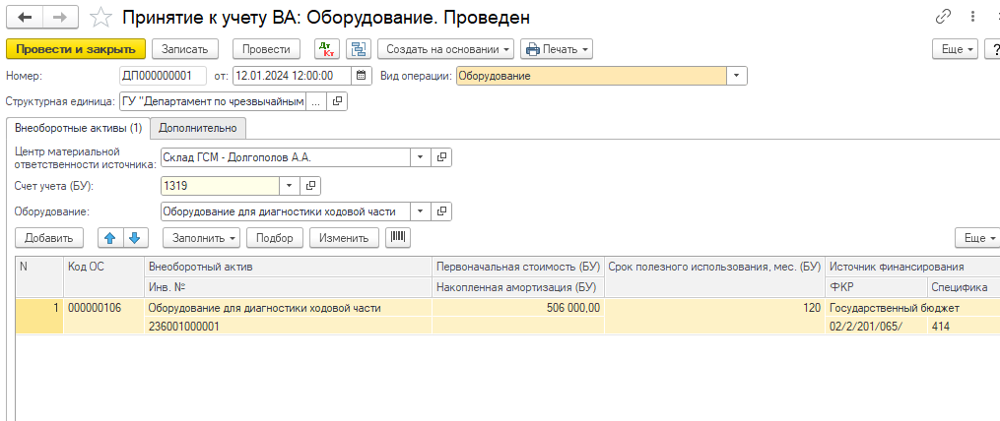 Принятие к учету ВА: Оборудование. Проведен
Провести и закрыть Записать Провести Дт Кт Создать на основании Печать Еще ?
Номер: ДП000000001 от: 12.01.2024 12:00:00 Вид операции: Оборудование
Структурная единица: ГУ "Департамент по чрезвычайным ...
Внеоборотные активы (1) Дополнительно
Центр материальной
ответственности источника: Склад ГСМ - Долгополов А.А.
Счет учета (БУ): 1319
Оборудование: Оборудование для диагностики ходовой части
Добавить Заполнить Подбор Изменить Еще
N Код ОС Внеоборотный актив Первоначальная стоимость (БУ) Срок полезного использования, мес. (БУ) Источник финансирования
Инв. № Накопленная амортизация (БУ) ФКР Специфика
1 000000106 Оборудование для диагностики ходовой части 506 000,00 120 Государственный бюджет
236001000001 02/2/201/065/ 414